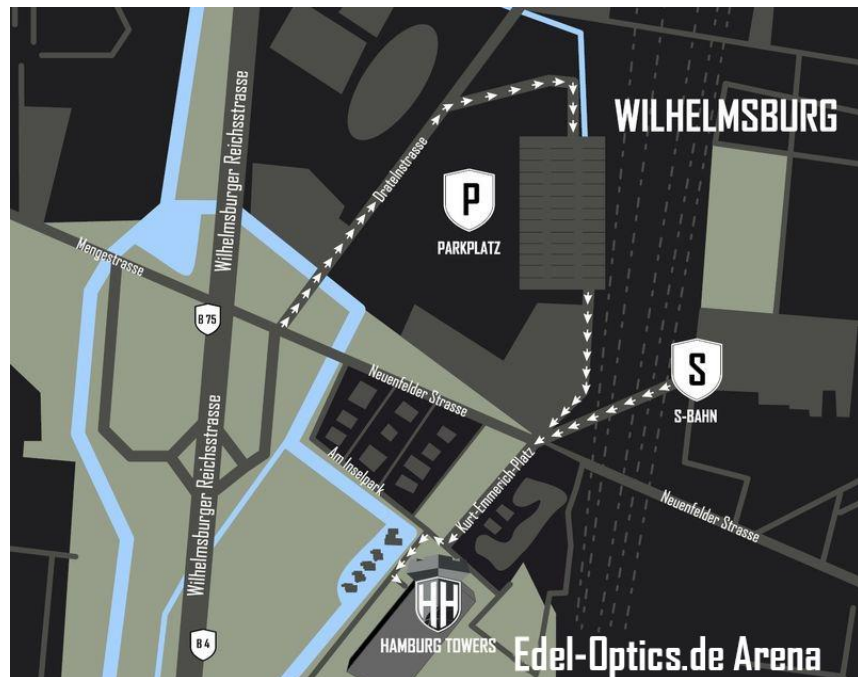 WILHELMSBURG
Wilhelmsburger Reichsstrasse
Dratelnstrasse
P
PARKPLATZ
Mengestrasse
B 75
Neuenfelder Strasse
S
S-BAHN
Wilhelmsburger Reichsstrasse
Am Inselpark
Kurt-Emmerich-Platz
Neuenfelder Strasse
HH
HAMBURG TOWERS
B 4
Edel-Optics.de Arena